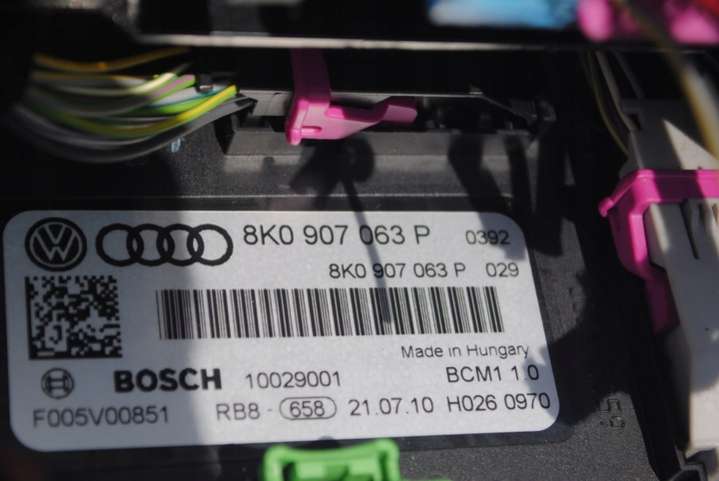 8K0 907 063 P 0392
8K0 907 063 P 029
Made in Hungary
BOSCH 10029001 BCM1 1.0
F005V00851 RB8 - 658 21.07.10 H026 0970